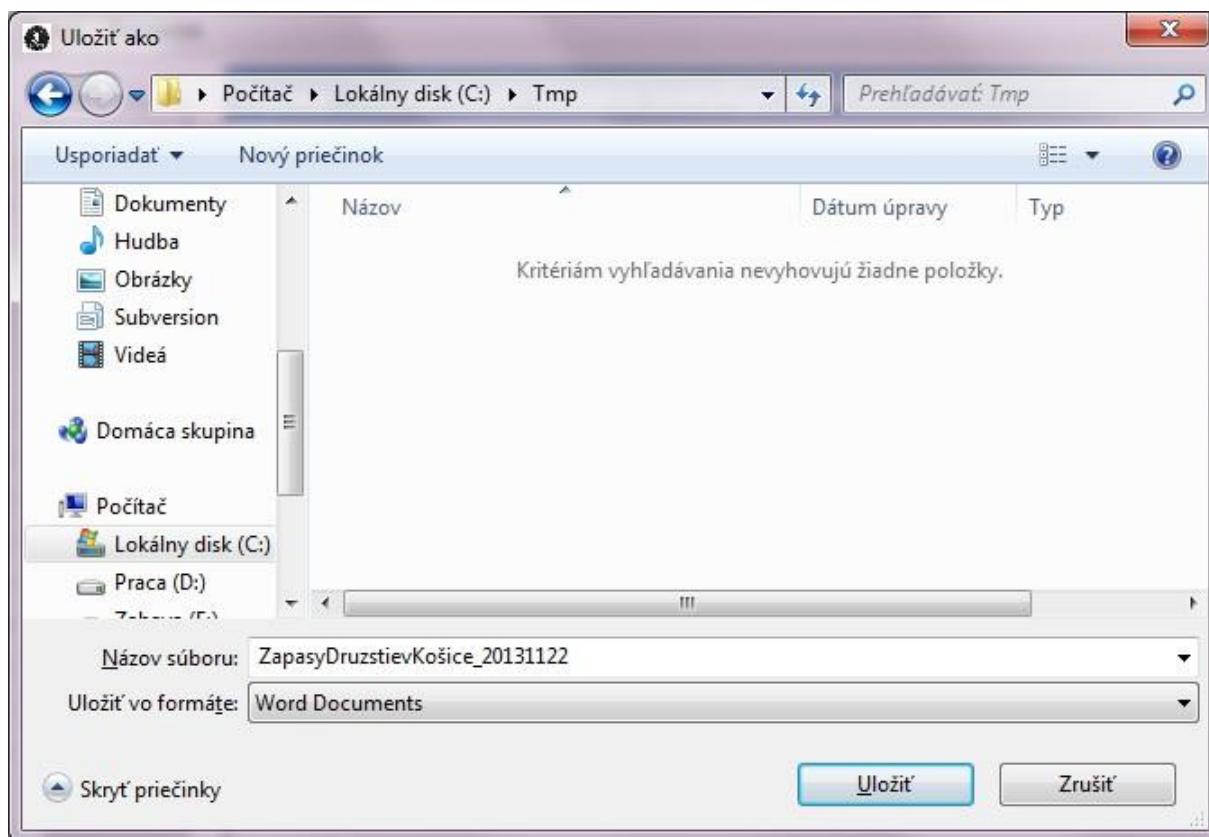 Uložiť ako
Počítač Lokálny disk (C:) Tmp
Prehľadávať: Tmp
Usporiadať Nový priečinok
Názov Dátum úpravy Typ
Kritériám vyhľadávania nevyhovujú žiadne položky.
Dokumenty
Hudba
Obrázky
Subversion
Videá
Domáca skupina
Počítač
Lokálny disk (C:)
Praca (D:)
Názov súboru: ZapasyDruzstievKošice_20131122
Uložiť vo formáte: Word Documents
Skryť priečinky
Uložiť Zrušiť